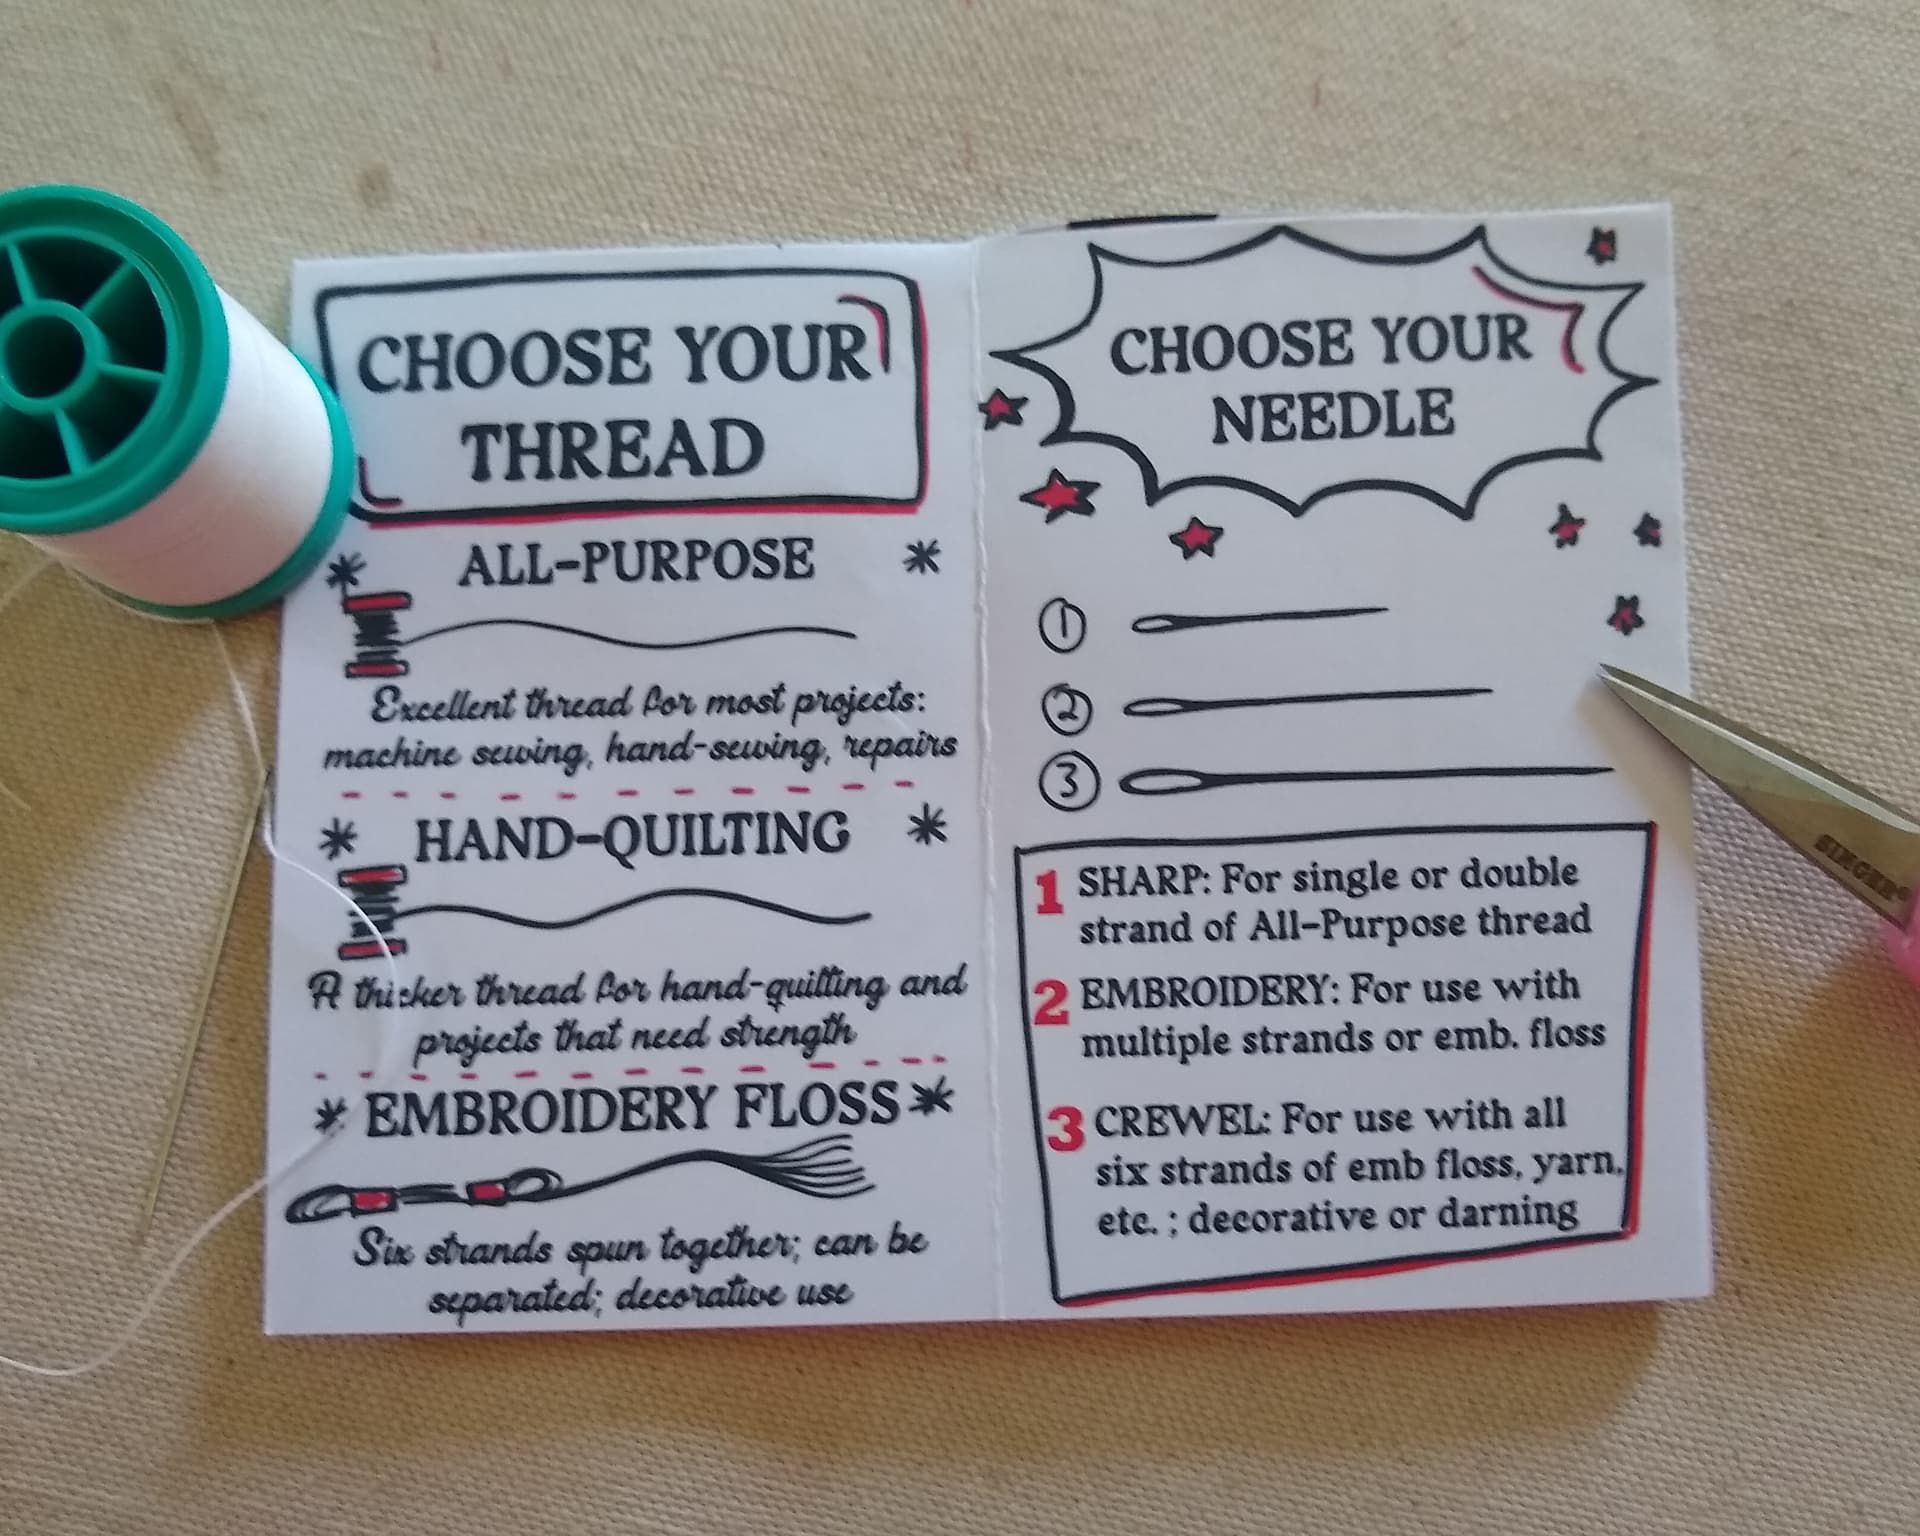 CHOOSE YOUR
THREAD
ALL-PURPOSE
Excellent thread for most projects:
machine sewing, hand-sewing, repairs
HAND-QUILTING
A thicker thread for hand-quilting and
projects that need strength
EMBROIDERY FLOSS
Six strands spun together; can be
separated; decorative use
CHOOSE YOUR
NEEDLE
1
2
3
1 SHARP: For single or double
strand of All-Purpose thread
2 EMBROIDERY: For use with
multiple strands or emb. floss
3 CREWEL: For use with all
six strands of emb floss, yarn,
etc. ; decorative or darning
SINGER